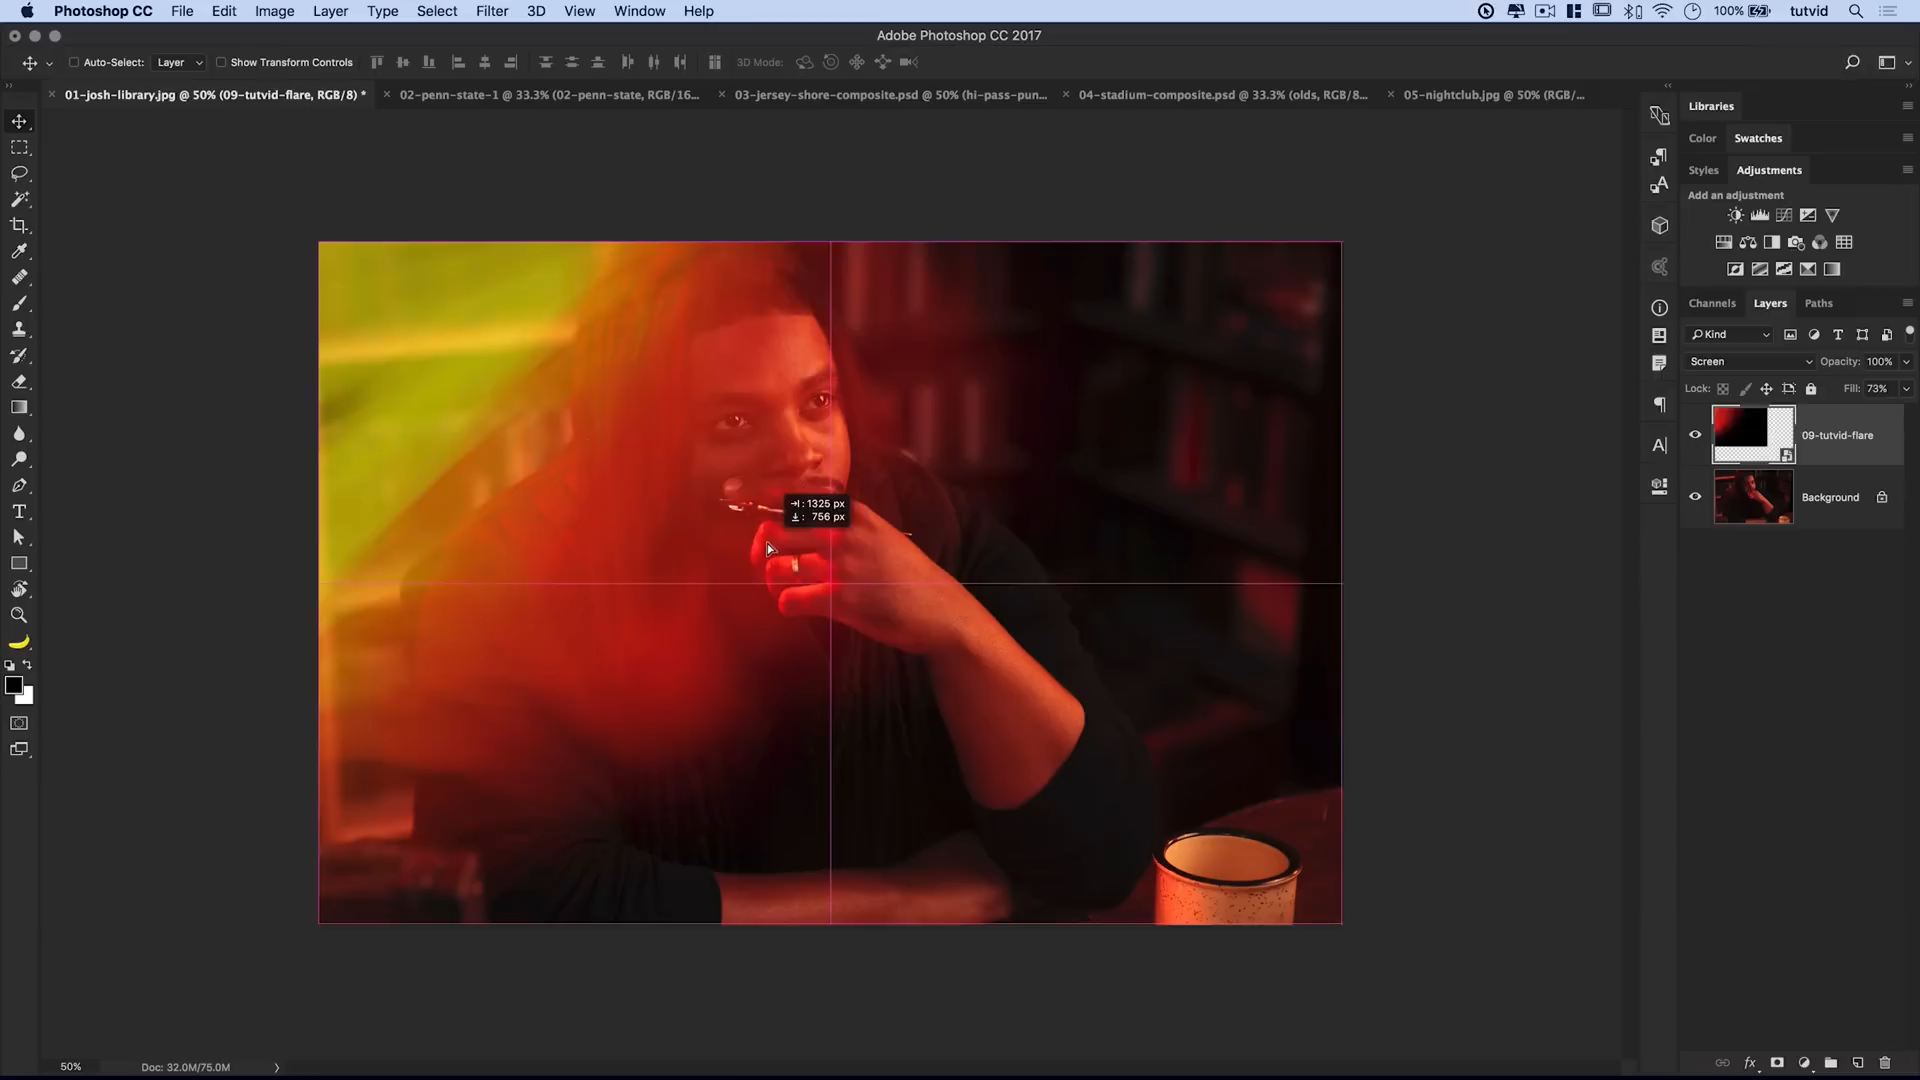 Photoshop CC File Edit Image Layer Type Select Filter 3D View Window Help 100% tutvid
Adobe Photoshop CC 2017
Auto-Select: Layer Show Transform Controls 3D Mode:
01-josh-library.jpg @ 50% (09-tutvid-flare, RGB/8) * 02-penn-state-1 @ 33.3% (02-penn-state, RGB/16... 03-jersey-shore-composite.psd @ 50% (hi-pass-pun... 04-stadium-composite.psd @ 33.3% (olds, RGB/8... 05-nightclub.jpg @ 50% (RGB/...
Libraries
Color Swatches
Styles Adjustments
Add an adjustment
Channels Layers Paths
Kind
Screen Opacity: 100%
Lock: Fill: 73%
09-tutvid-flare
Background
: 1325 px
: 756 px
50% Doc: 32.0M/75.0M